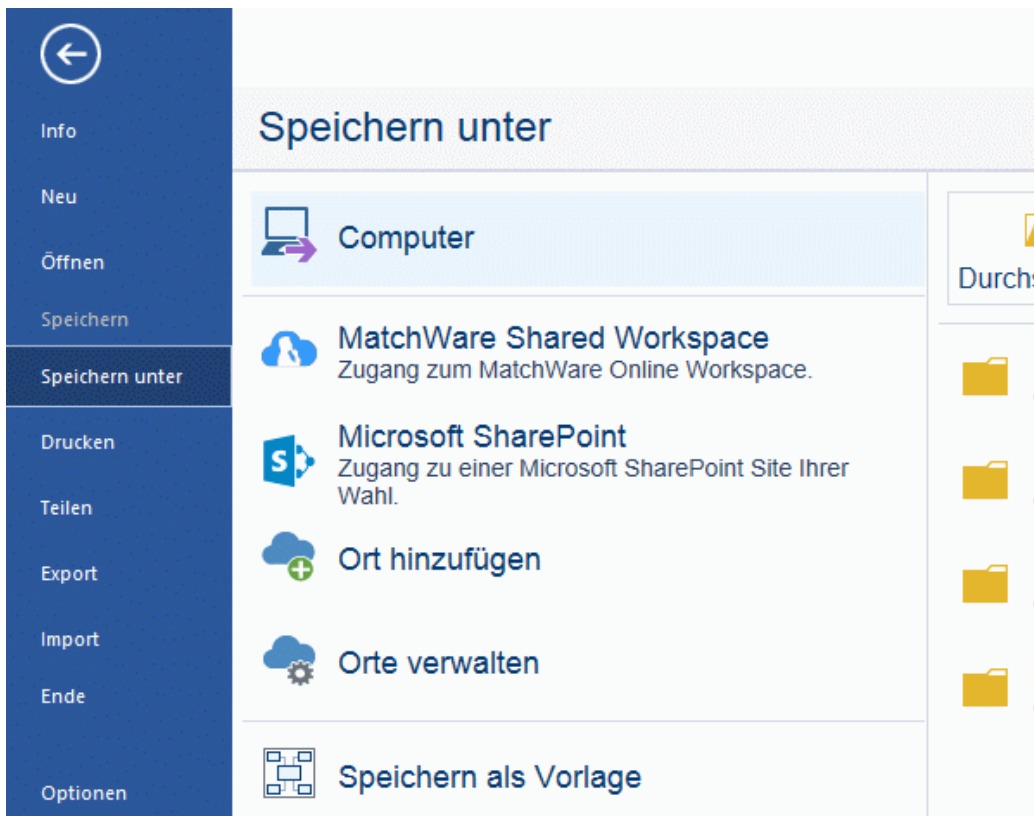 Info
Neu
Öffnen
Speichern
Speichern unter
Drucken
Teilen
Export
Import
Ende
Optionen
Speichern unter
Computer
MatchWare Shared Workspace
Zugang zum MatchWare Online Workspace.
Microsoft SharePoint
Zugang zu einer Microsoft SharePoint Site Ihrer
Wahl.
Ort hinzufügen
Orte verwalten
Speichern als Vorlage